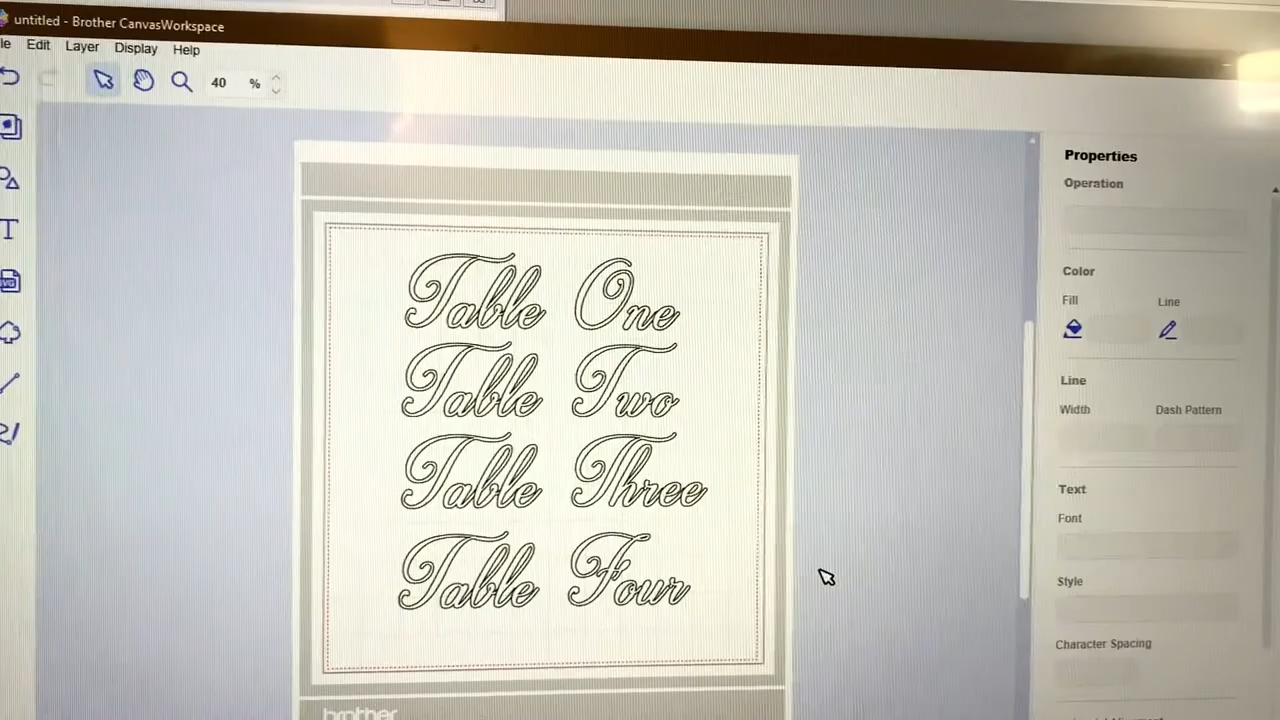 untitled - Brother CanvasWorkspace
Edit Layer Display Help
40 %
Properties
Operation
Color
Fill Line
Line
Width Dash Pattern
Text
Font
Style
Character Spacing
Table One
Table Two
Table Three
Table Four
brother
T
SVG